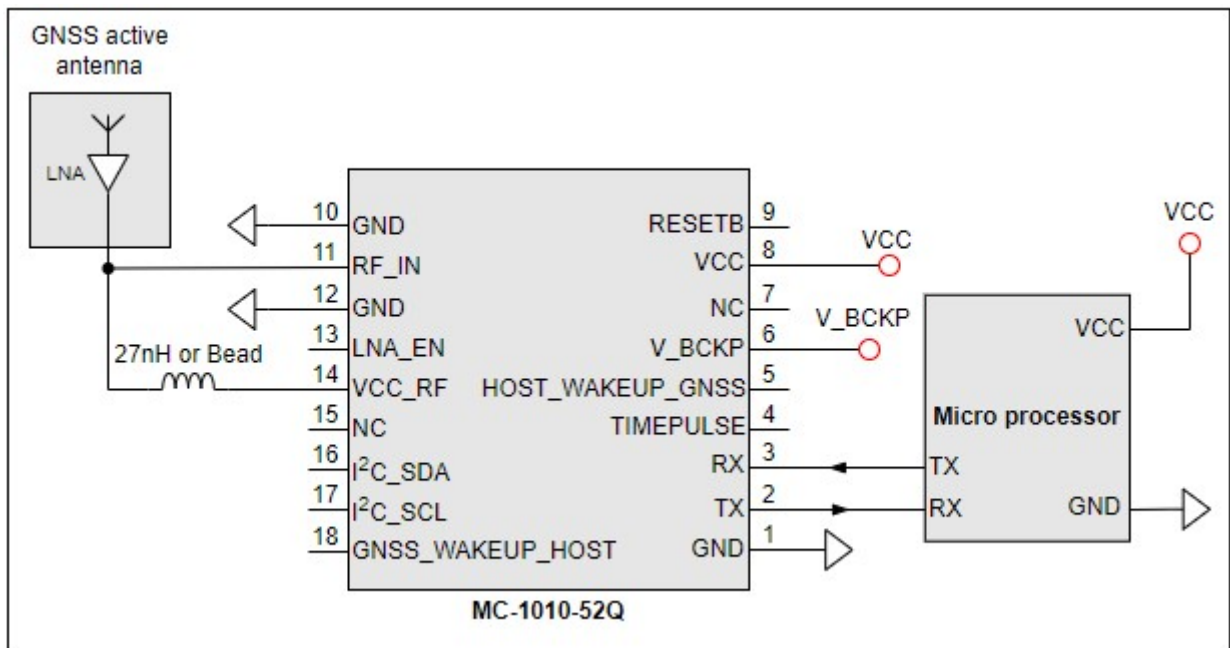 GNSS active
antenna
LNA
27nH or Bead
10 GND
11 RF_IN
12 GND
13 LNA_EN
14 VCC_RF
15 NC
16 I²C_SDA
17 I²C_SCL
18 GNSS_WAKEUP_HOST
RESETB 9
VCC 8 VCC
NC 7
V_BCKP 6 V_BCKP
HOST_WAKEUP_GNSS 5
TIMEPULSE 4
RX 3
TX 2
GND 1
MC-1010-52Q
VCC
VCC
Micro processor
TX
RX GND